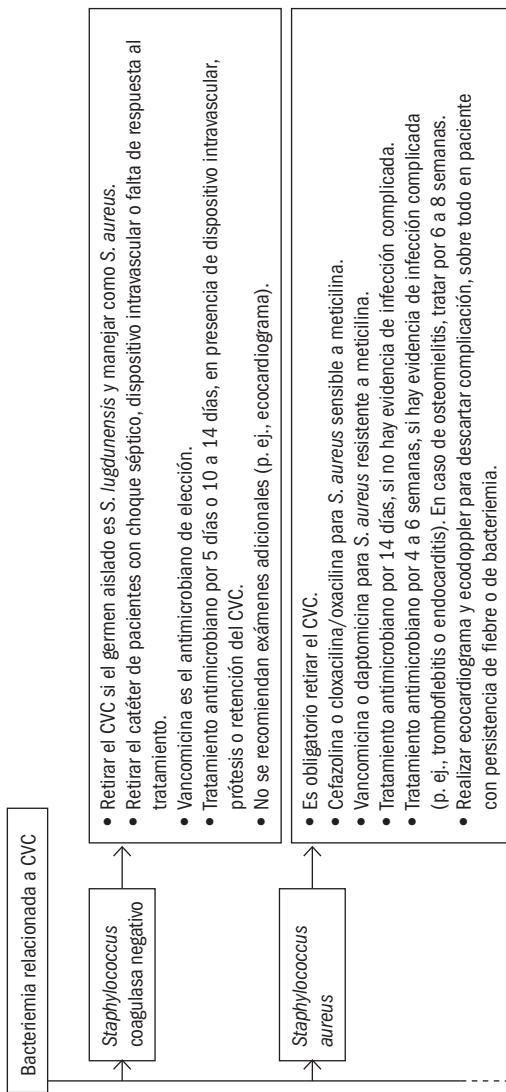 Bacteriemia relacionada a CVC
Staphylococcus
coagulasa negativo
• Retirar el CVC si el germen aislado es S. lugdunensis y manejar como S. aureus.
• Retirar el catéter de pacientes con choque séptico, dispositivo intravascular o falta de respuesta al
tratamiento.
• Vancomicina es el antimicrobiano de elección.
• Tratamiento antimicrobiano por 5 días o 10 a 14 días, en presencia de dispositivo intravascular,
prótesis o retención del CVC.
• No se recomiendan exámenes adicionales (p. ej., ecocardiograma).
Staphylococcus
aureus
• Es obligatorio retirar el CVC.
• Cefazolina o cloxacilina/oxacilina para S. aureus sensible a meticilina.
• Vancomicina o daptomicina para S. aureus resistente a meticilina.
• Tratamiento antimicrobiano por 14 días, si no hay evidencia de infección complicada.
• Tratamiento antimicrobiano por 4 a 6 semanas, si hay evidencia de infección complicada
(p. ej., tromboflebitis o endocarditis). En caso de osteomielitis, tratar por 6 a 8 semanas.
• Realizar ecocardiograma y ecodoppler para descartar complicación, sobre todo en paciente
con persistencia de fiebre o de bacteriemia.